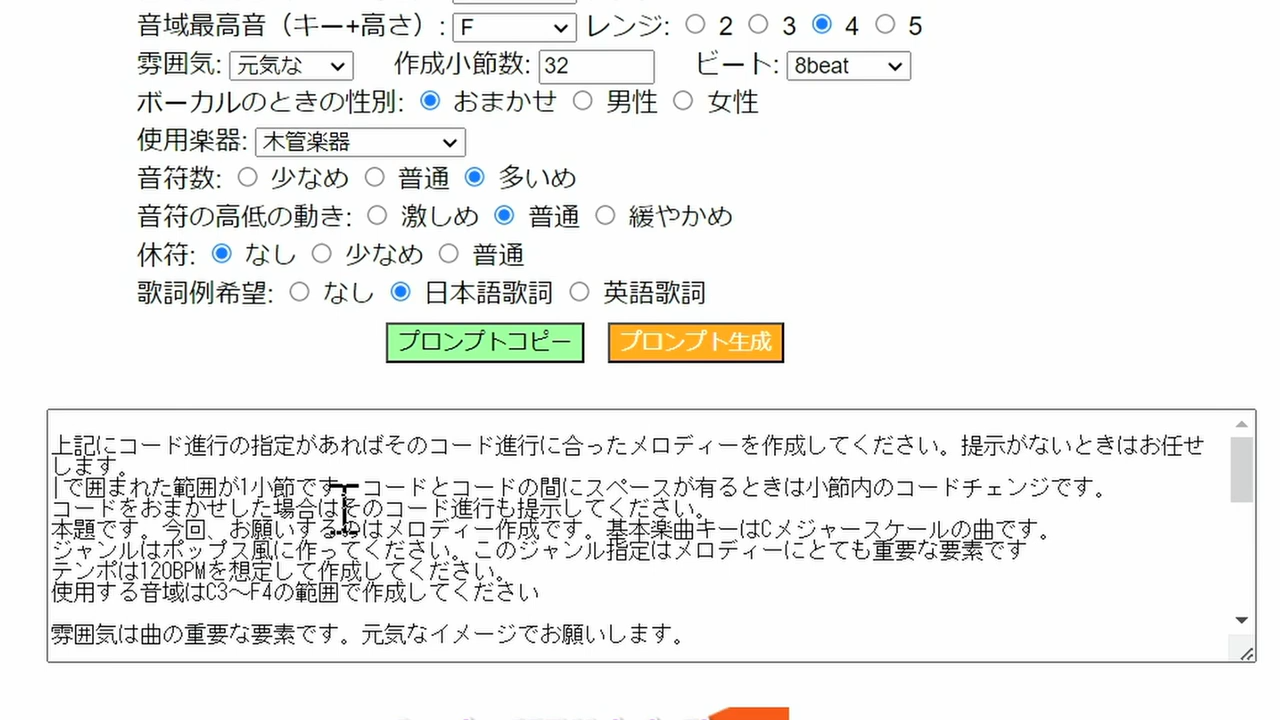 音域最高音（キー+高さ）: F レンジ: 2 3 4 5
雰囲気: 元気な 作成小節数: 32 ビート: 8beat
ボーカルのときの性別: おまかせ 男性 女性
使用楽器: 木管楽器
音符数: 少なめ 普通 多いめ
音符の高低の動き: 激しめ 普通 緩やかめ
休符: なし 少なめ 普通
歌詞例希望: なし 日本語歌詞 英語歌詞
プロンプトコピー プロンプト生成
上記にコード進行の指定があればそのコード進行に合ったメロディーを作成してください。提示がないときはお任せ
します。
|で囲まれた範囲が1小節です。コードとコードの間にスペースが有るときは小節内のコードチェンジです。
コードをおまかせした場合はそのコード進行も提示してください。
本題です。今回、お願いするのはメロディー作成です。基本楽曲キーはCメジャースケールの曲です。
ジャンルはポップス風に作ってください。このジャンル指定はメロディーにとても重要な要素です
テンポは120BPMを想定して作成してください。
使用する音域はC3～F4の範囲で作成してください
雰囲気は曲の重要な要素です。元気なイメージでお願いします。